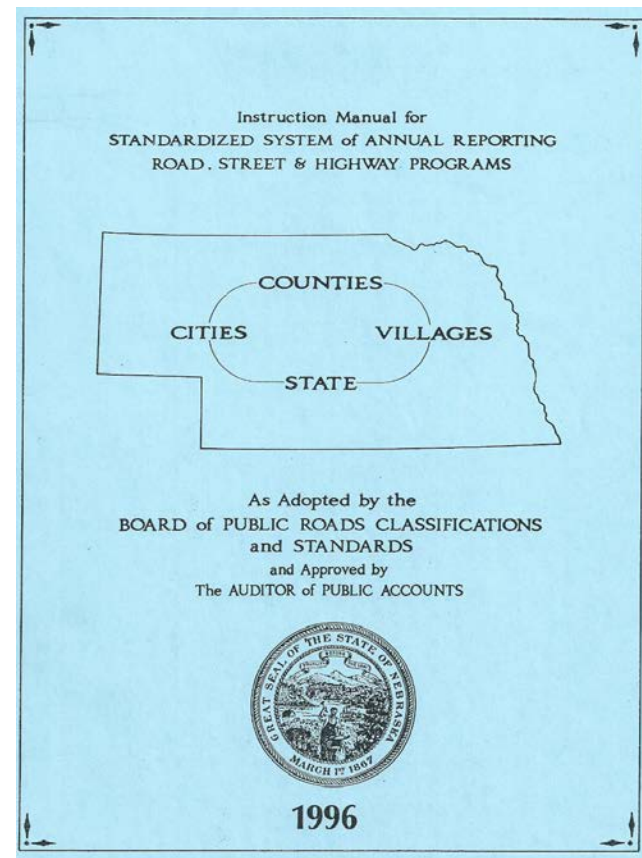 Instruction Manual for
STANDARDIZED SYSTEM of ANNUAL REPORTING
ROAD, STREET & HIGHWAY PROGRAMS
COUNTIES
CITIES VILLAGES
STATE
As Adopted by the
BOARD of PUBLIC ROADS CLASSIFICATIONS
and STANDARDS
and Approved by
The AUDITOR of PUBLIC ACCOUNTS
GREAT SEAL OF THE STATE OF NEBRASKA
MARCH 1ST 1867
1996